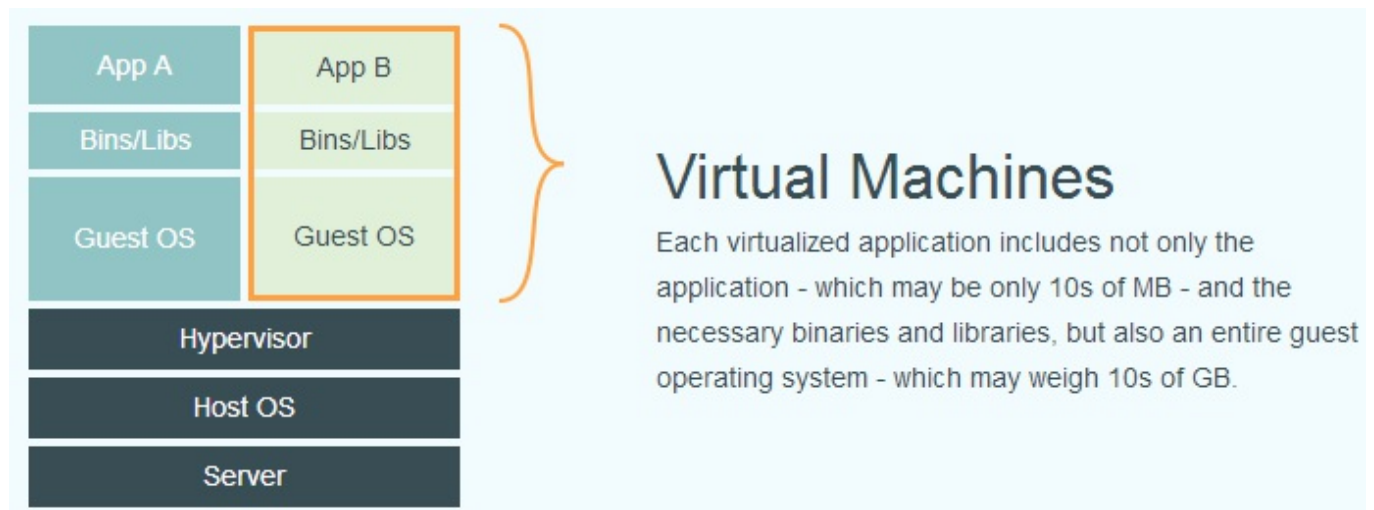 App A
App B
Bins/Libs
Bins/Libs
Guest OS
Guest OS
Hypervisor
Host OS
Server
Virtual Machines
Each virtualized application includes not only the
application - which may be only 10s of MB - and the
necessary binaries and libraries, but also an entire guest
operating system - which may weigh 10s of GB.